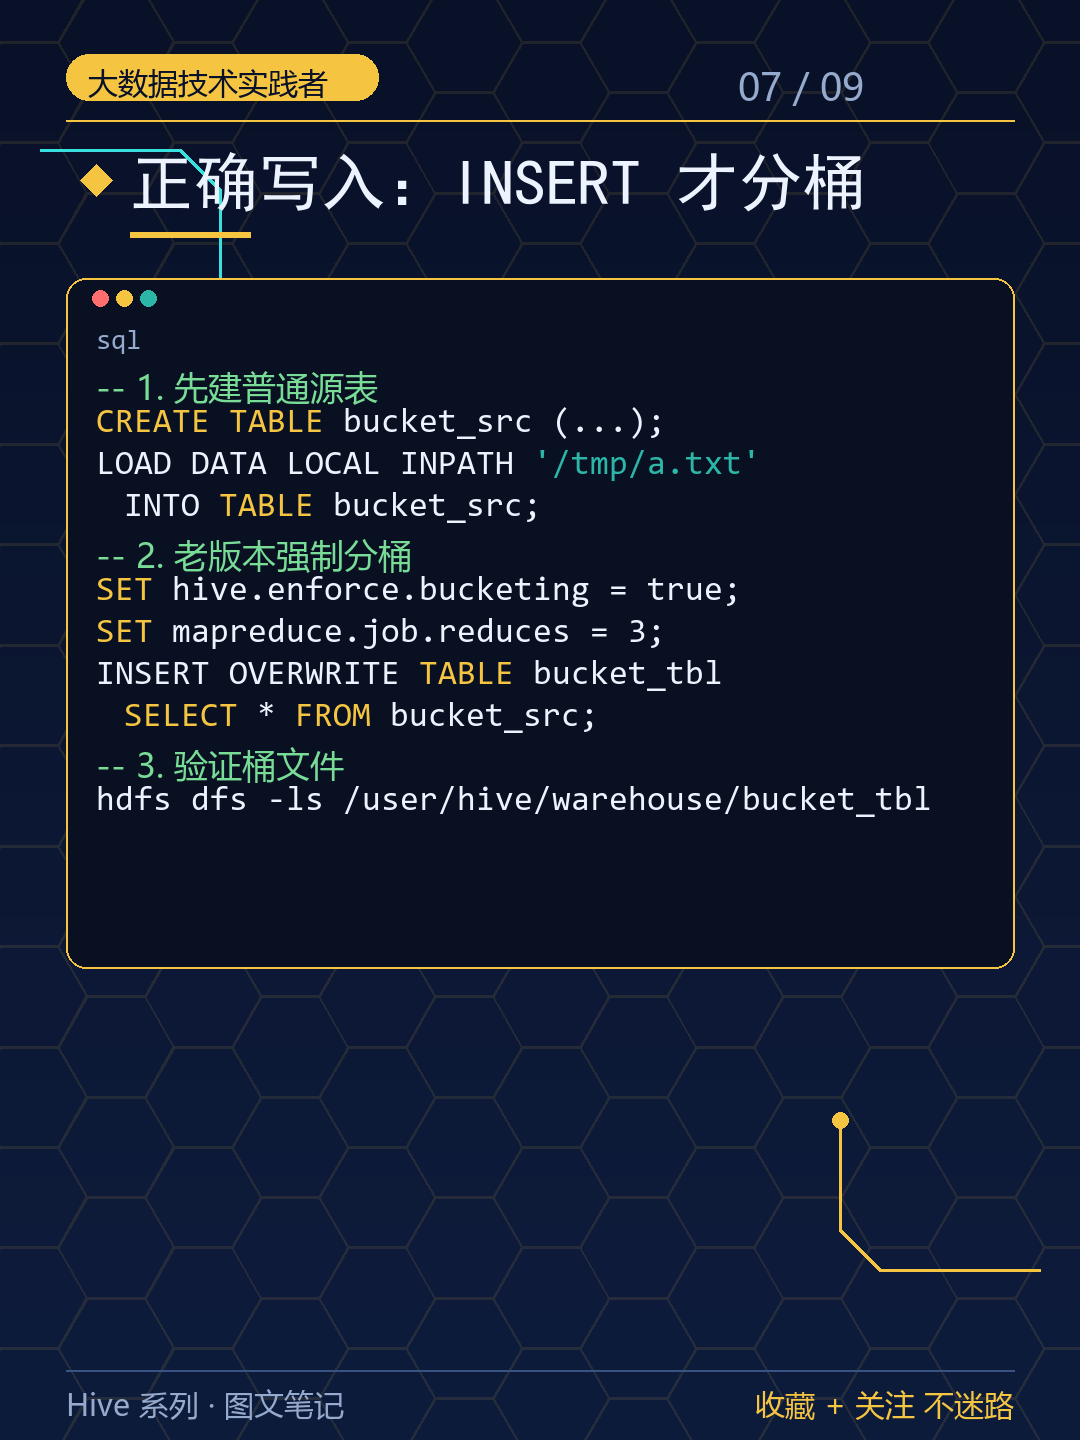 大数据技术实践者
07 / 09
正确写入：INSERT 才分桶
sql
-- 1. 先建普通源表
CREATE TABLE bucket_src (...);
LOAD DATA LOCAL INPATH '/tmp/a.txt'
INTO TABLE bucket_src;
-- 2. 老版本强制分桶
SET hive.enforce.bucketing = true;
SET mapreduce.job.reduces = 3;
INSERT OVERWRITE TABLE bucket_tbl
SELECT * FROM bucket_src;
-- 3. 验证桶文件
hdfs dfs -ls /user/hive/warehouse/bucket_tbl
Hive 系列 · 图文笔记
收藏 + 关注 不迷路